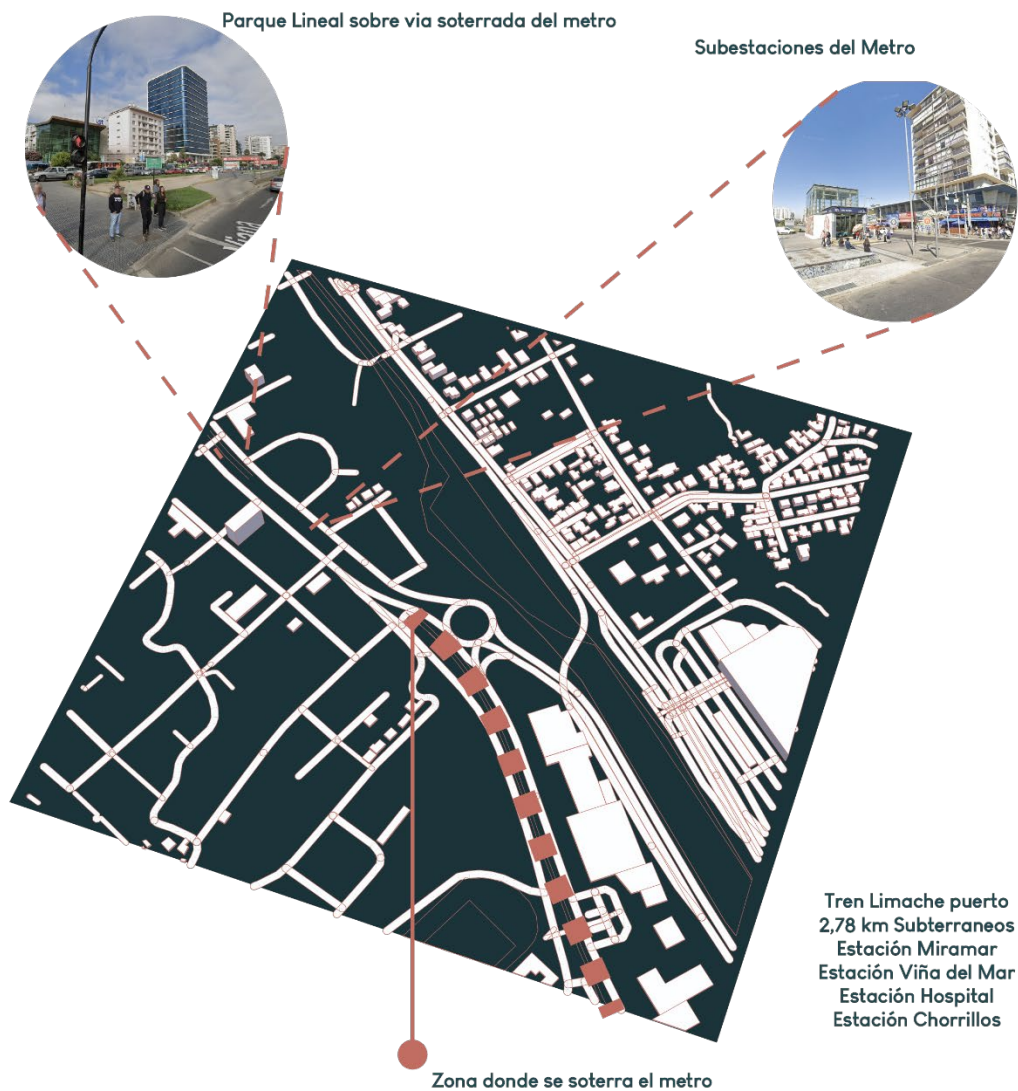 Parque Lineal sobre via soterrada del metro
Subestaciones del Metro
Tren Limache puerto
2,78 km Subterraneos
Estación Miramar
Estación Viña del Mar
Estación Hospital
Estación Chorrillos
Zona donde se soterra el metro